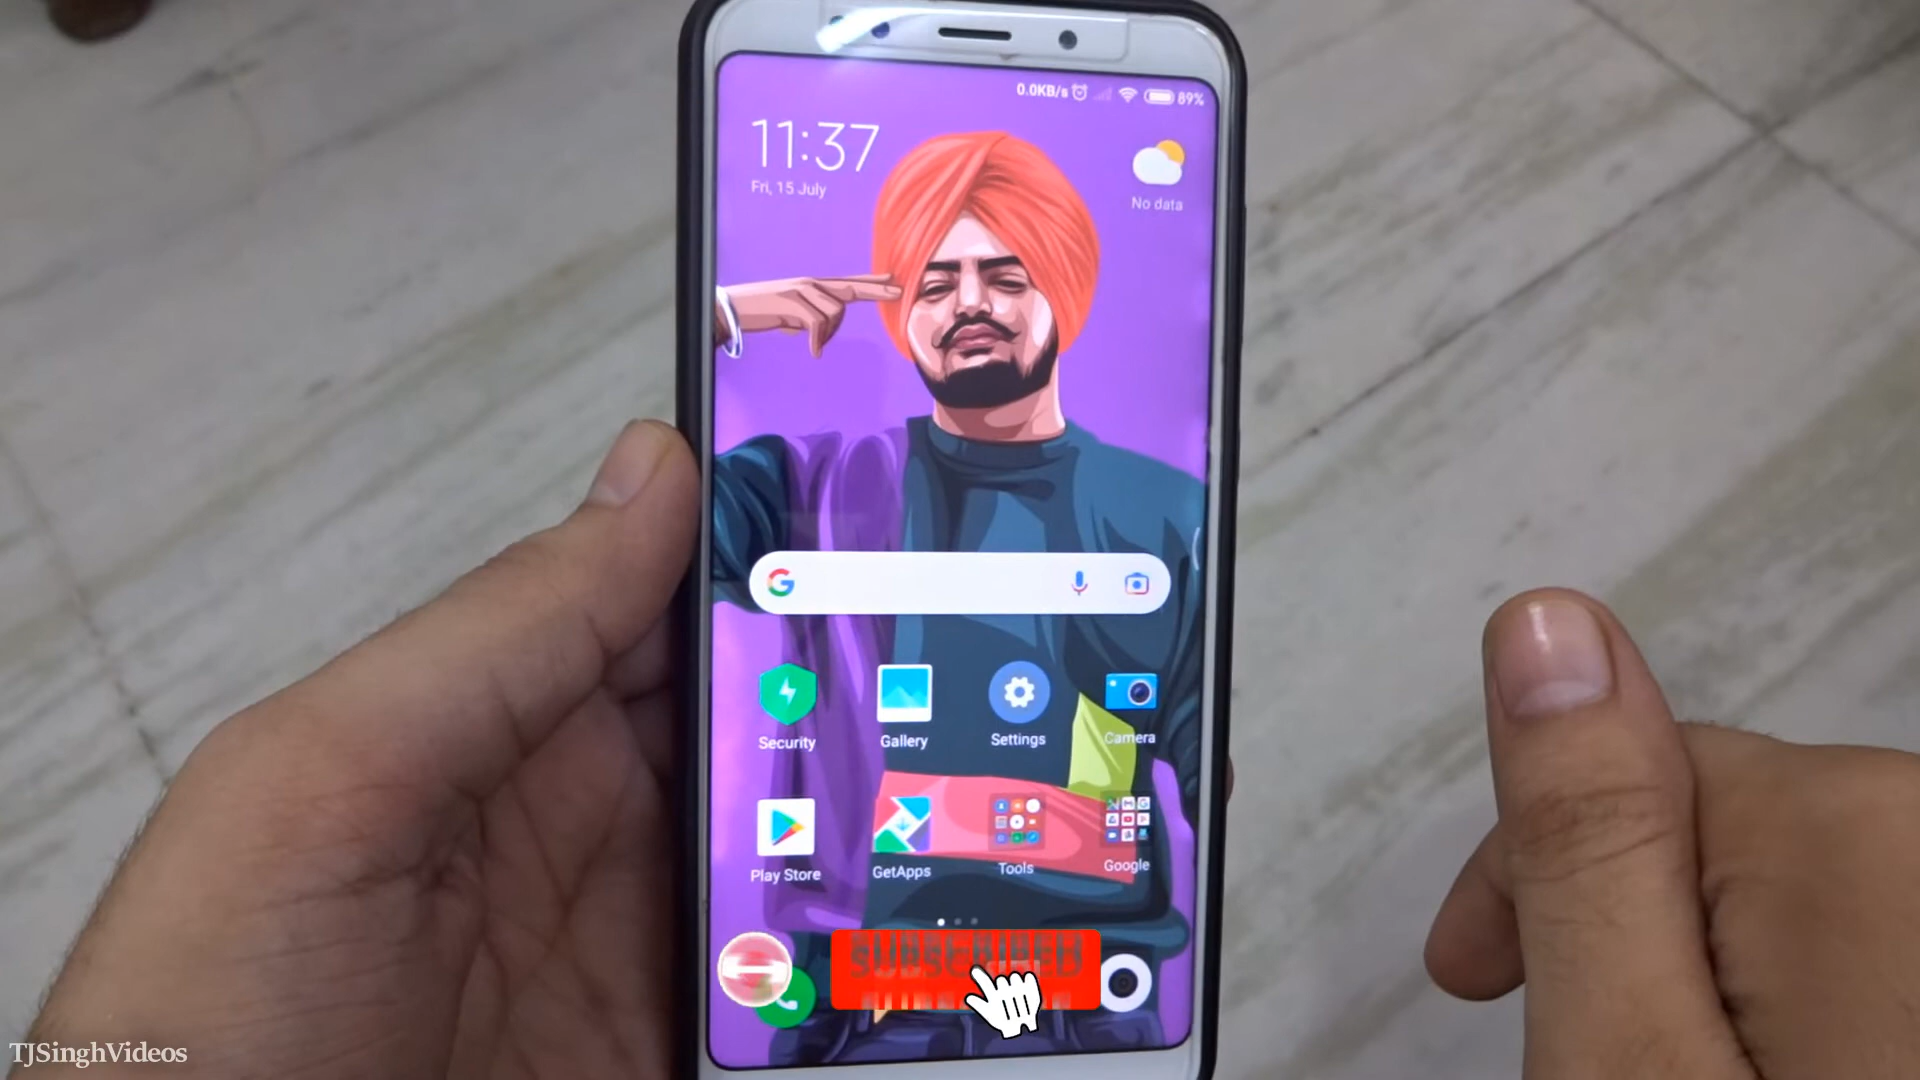 0.0KB/s 89%
11:37
Fri, 15 July
No data
Security Gallery Settings Camera
Play Store GetApps Tools Google
SUBSCRIBED
TJSinghVideos